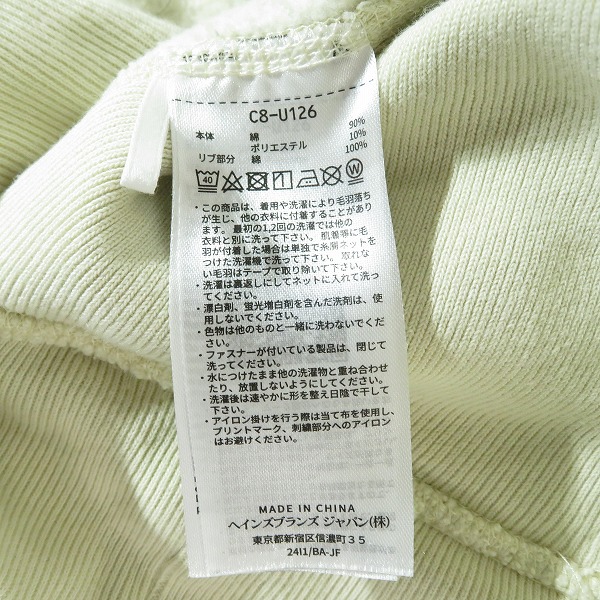 C8-U126
本体 綿 90%
ポリエステル 10%
リブ部分 綿 100%
40 W
・この商品は、着用や洗濯により毛羽落ち
が生じ、他の衣料に付着することがあり
ます。最初の1,2回の洗濯では他の
衣料と別に洗って下さい。肌着等に毛
羽が付着した場合は単独で糸屑ネットを
つけた洗濯機で洗って下さい。取れな
い毛羽はテープで取り除いて下さい。
・洗濯は裏返しにしてネットに入れて洗っ
てください。
・漂白剤、蛍光増白剤を含んだ洗剤は、使
用しないでください。
・色物は他のものと一緒に洗わないでくだ
さい。
・ファスナーが付いている製品は、閉じて
洗ってください。
・水につけたまま他の洗濯物と重ね合わせ
たり、放置しないようにしてください。
・洗濯後は速やかに形を整え日陰で干して
下さい。
・アイロン掛けを行う際は当て布を使用し、
プリントマーク、刺繍部分へのアイロン
はお避けください。
MADE IN CHINA
ヘインズブランズ ジャパン(株)
東京都新宿区信濃町35
24I1/BA-JF